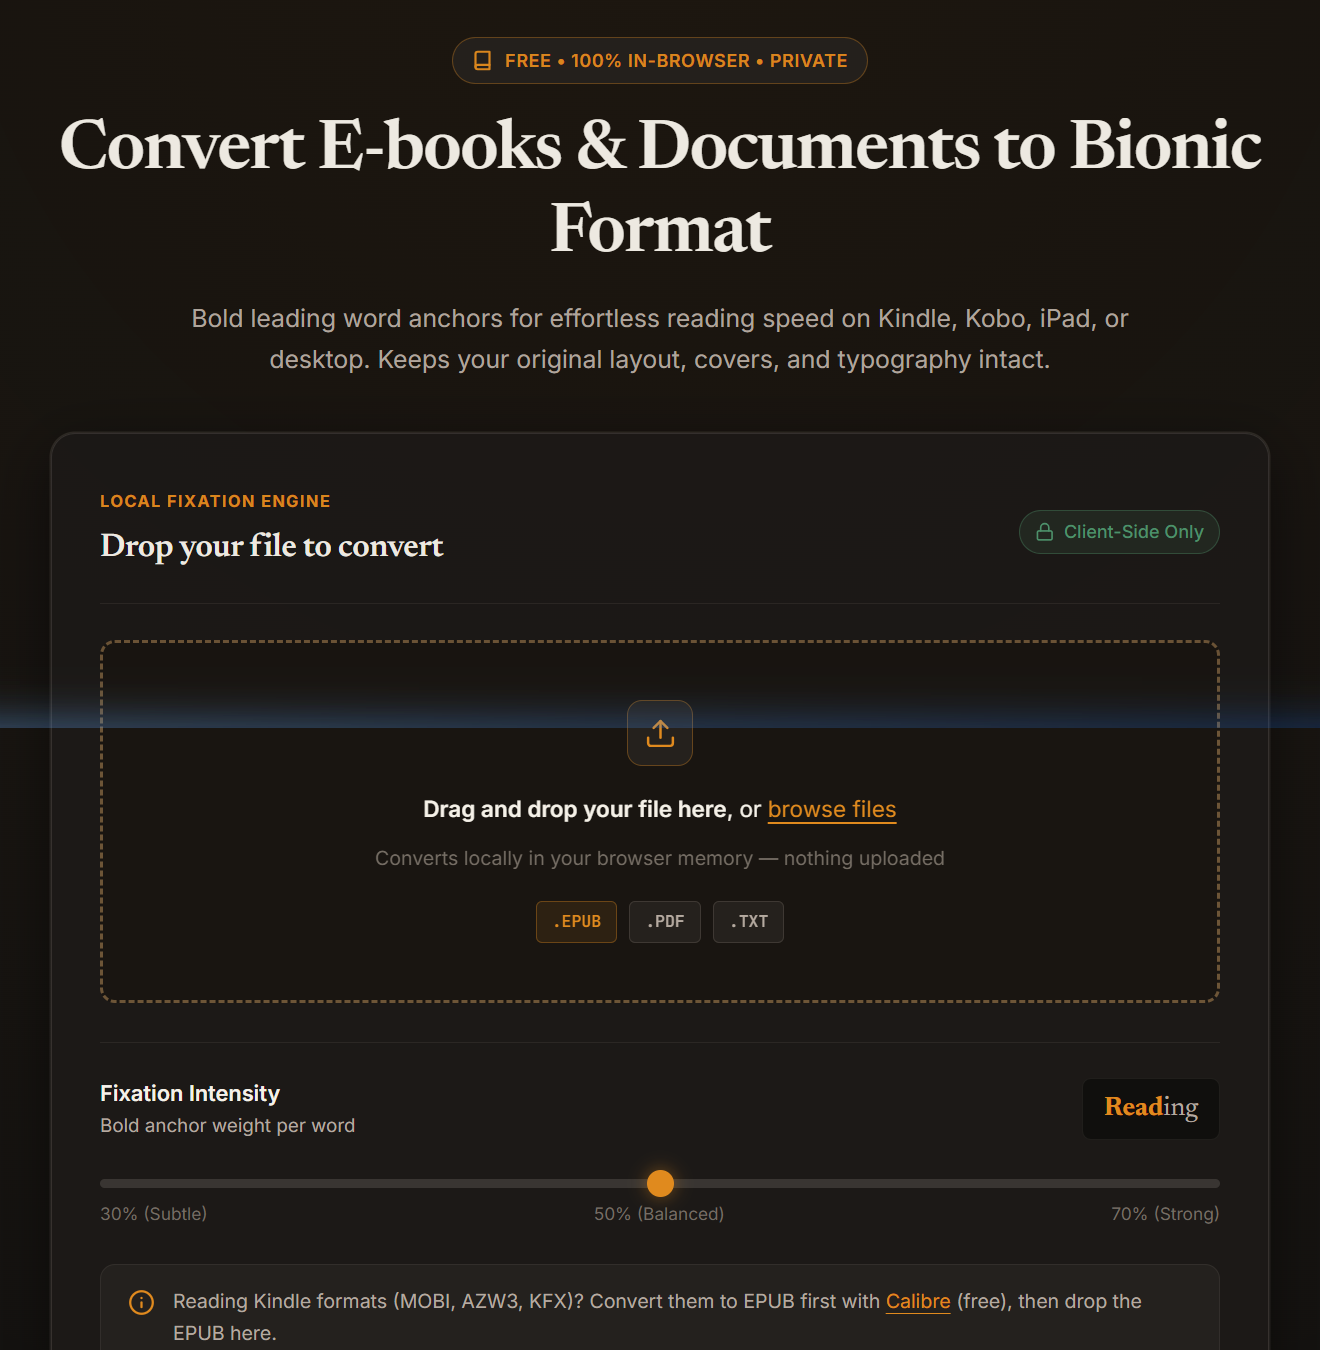 FREE • 100% IN-BROWSER • PRIVATE
Convert E-books & Documents to Bionic
Format
Bold leading word anchors for effortless reading speed on Kindle, Kobo, iPad, or
desktop. Keeps your original layout, covers, and typography intact.
LOCAL FIXATION ENGINE
Drop your file to convert
Client-Side Only
Drag and drop your file here, or browse files
Converts locally in your browser memory — nothing uploaded
.EPUB .PDF .TXT
Fixation Intensity
Bold anchor weight per word
Reading
30% (Subtle) 50% (Balanced) 70% (Strong)
Reading Kindle formats (MOBI, AZW3, KFX)? Convert them to EPUB first with Calibre (free), then drop the
EPUB here.